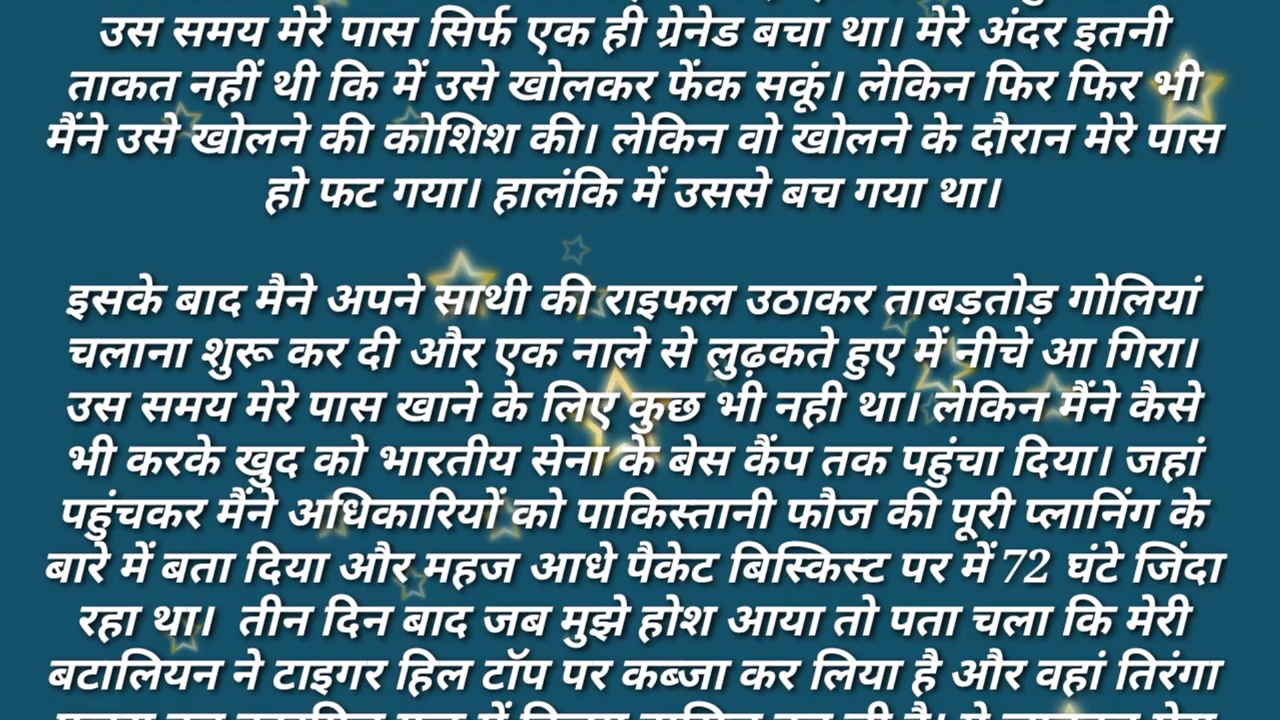 उस समय मेरे पास सिर्फ एक ही ग्रेनेड बचा था। मेरे अंदर इतनी
ताकत नहीं थी कि में उसे खोलकर फेंक सकूं। लेकिन फिर फिर भी
मैंने उसे खोलने की कोशिश की। लेकिन वो खोलने के दौरान मेरे पास
हो फट गया। हालंकि में उससे बच गया था।
इसके बाद मैने अपने साथी की राइफल उठाकर ताबड़तोड़ गोलियां
चलाना शुरू कर दी और एक नाले से लुढ़कते हुए में नीचे आ गिरा।
उस समय मेरे पास खाने के लिए कुछ भी नही था। लेकिन मैंने कैसे
भी करके खुद को भारतीय सेना के बेस कैंप तक पहुंचा दिया। जहां
पहुंचकर मैंने अधिकारियों को पाकिस्तानी फौज की पूरी प्लानिंग के
बारे में बता दिया और महज आधे पैकेट बिस्किस्ट पर में 72 घंटे जिंदा
रहा था। तीन दिन बाद जब मुझे होश आया तो पता चला कि मेरी
बटालियन ने टाइगर हिल टॉप पर कब्जा कर लिया है और वहां तिरंगा